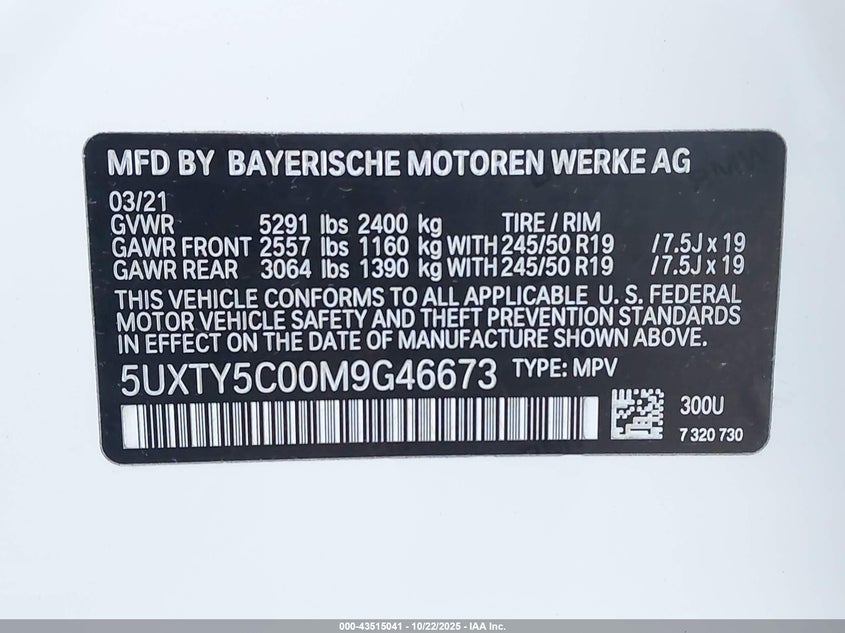 MFD BY BAYERISCHE MOTOREN WERKE AG
03/21
GVWR 5291 lbs 2400 kg TIRE / RIM
GAWR FRONT 2557 lbs 1160 kg WITH 245/50 R19 / 7.5J x 19
GAWR REAR 3064 lbs 1390 kg WITH 245/50 R19 / 7.5J x 19
THIS VEHICLE CONFORMS TO ALL APPLICABLE U. S. FEDERAL
MOTOR VEHICLE SAFETY AND THEFT PREVENTION STANDARDS
IN EFFECT ON THE DATE OF MANUFACTURE SHOWN ABOVE.
5UXTY5C00M9G46673 TYPE: MPV
300U
7 320 730
000-43515041 - 10/22/2025 - IAA Inc.